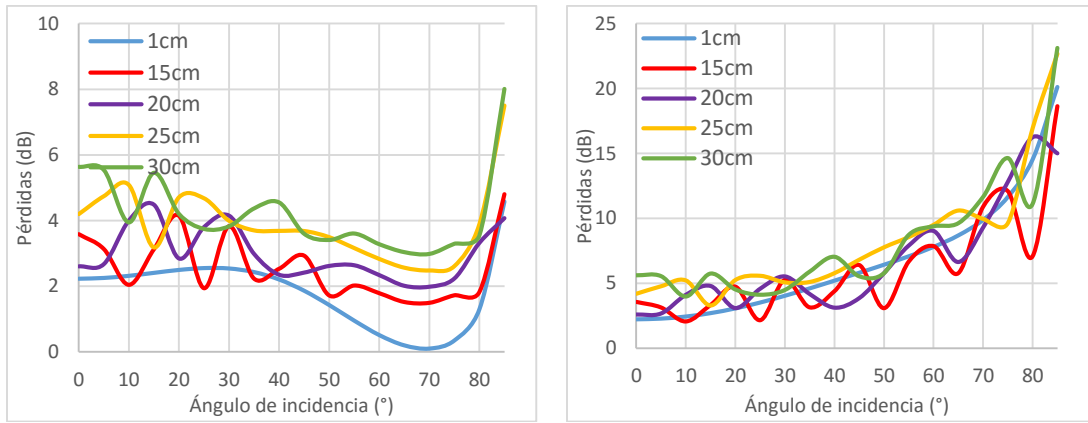 10
8
6
4
2
0
Pérdidas (dB)
1cm
15cm
20cm
25cm
30cm
0 10 20 30 40 50 60 70 80
Ángulo de incidencia (°)
25
20
15
10
5
0
Pérdidas (dB)
1cm
15cm
20cm
25cm
30cm
0 10 20 30 40 50 60 70 80
Ángulo de incidencia (°)